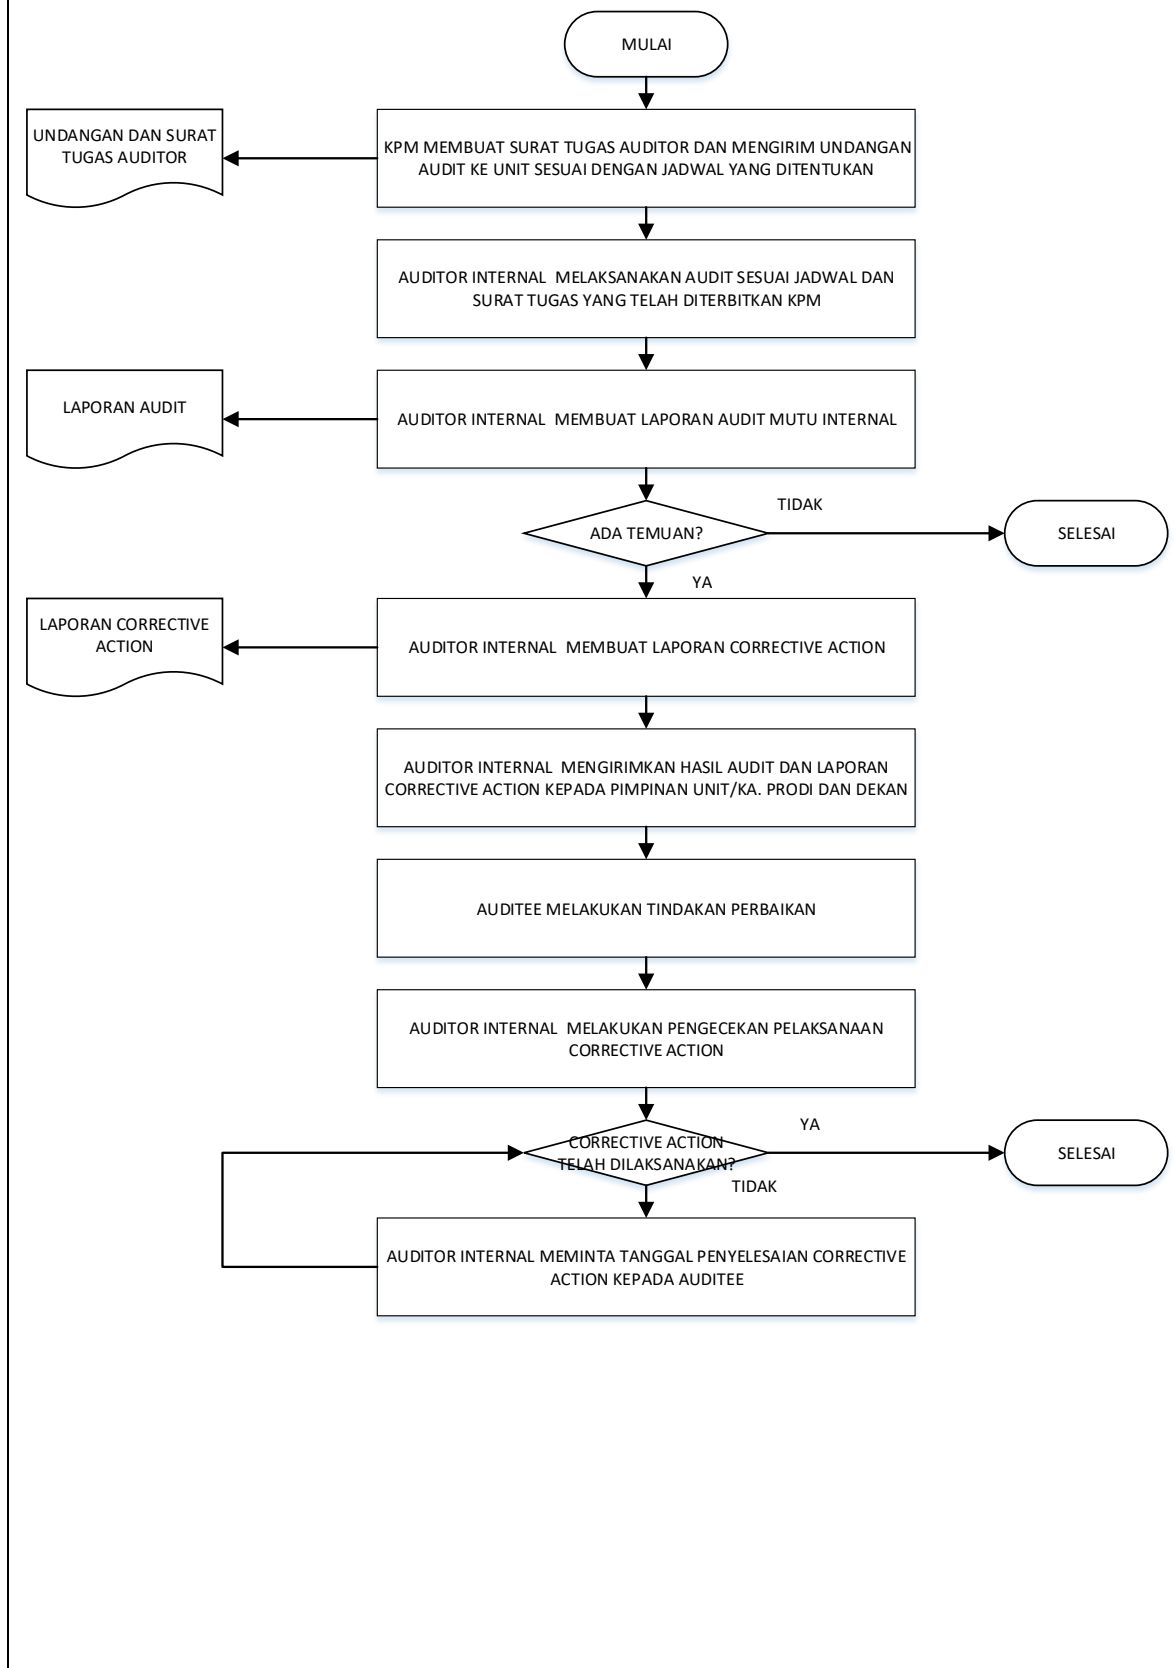 MULAI
UNDANGAN DAN SURAT
TUGAS AUDITOR
KPM MEMBUAT SURAT TUGAS AUDITOR DAN MENGIRIM UNDANGAN
AUDIT KE UNIT SESUAI DENGAN JADWAL YANG DITENTUKAN
AUDITOR INTERNAL MELAKSANAKAN AUDIT SESUAI JADWAL DAN
SURAT TUGAS YANG TELAH DITERBITKAN KPM
LAPORAN AUDIT
AUDITOR INTERNAL MEMBUAT LAPORAN AUDIT MUTU INTERNAL
TIDAK
ADA TEMUAN?
SELESAI
YA
LAPORAN CORRECTIVE
ACTION
AUDITOR INTERNAL MEMBUAT LAPORAN CORRECTIVE ACTION
AUDITOR INTERNAL MENGIRIMKAN HASIL AUDIT DAN LAPORAN
CORRECTIVE ACTION KEPADA PIMPINAN UNIT/KA. PRODI DAN DEKAN
AUDITEE MELAKUKAN TINDAKAN PERBAIKAN
AUDITOR INTERNAL MELAKUKAN PENGECEKAN PELAKSANAAN
CORRECTIVE ACTION
YA
CORRECTIVE ACTION
TELAH DILAKSANAKAN?
SELESAI
TIDAK
AUDITOR INTERNAL MEMINTA TANGGAL PENYELESAIAN CORRECTIVE
ACTION KEPADA AUDITEE